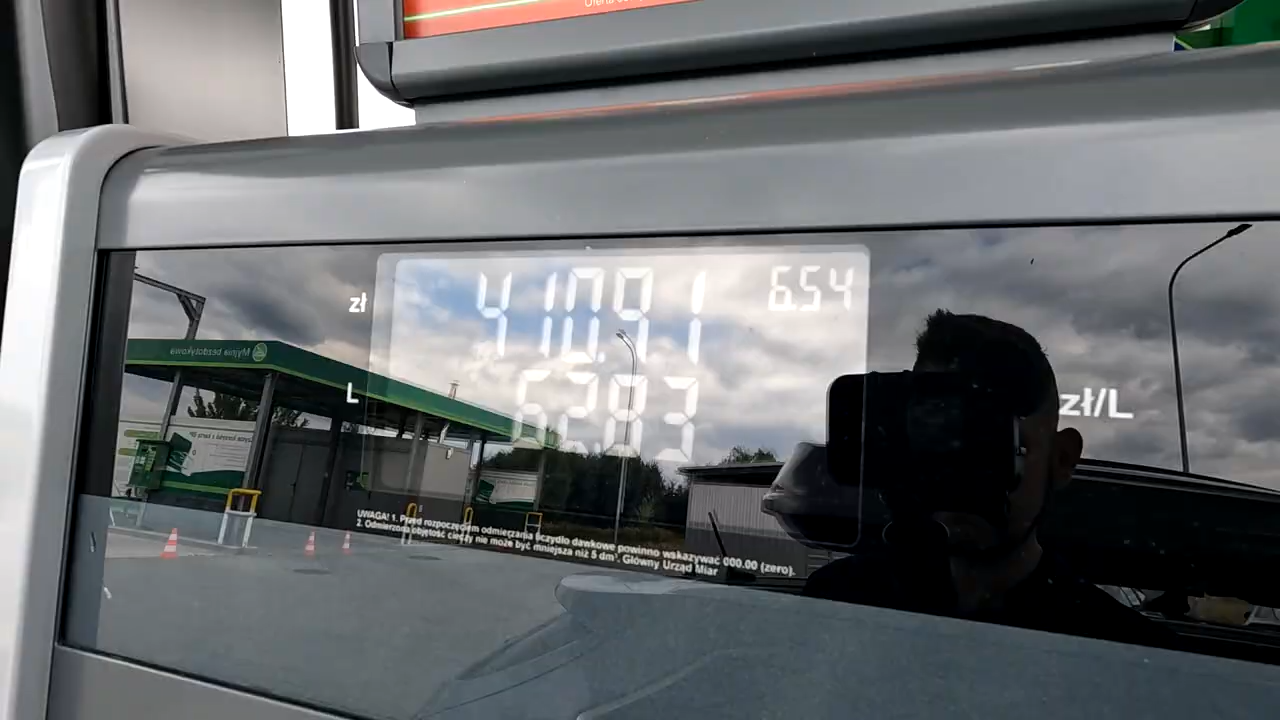 zł 410.91 6.54
L 62.83
zł/L
Myjnia bezdotykowa
UWAGA! 1. Przed rozpoczęciem odmierzania liczydło dawkowe powinno wskazywać 000.00 (zero).
2. Odmierzona objętość cieczy nie może być mniejsza niż 5 dm³. Główny Urząd Miar